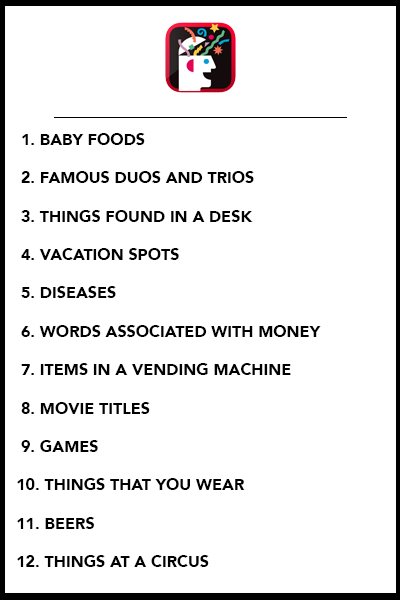 1. BABY FOODS
2. FAMOUS DUOS AND TRIOS
3. THINGS FOUND IN A DESK
4. VACATION SPOTS
5. DISEASES
6. WORDS ASSOCIATED WITH MONEY
7. ITEMS IN A VENDING MACHINE
8. MOVIE TITLES
9. GAMES
10. THINGS THAT YOU WEAR
11. BEERS
12. THINGS AT A CIRCUS